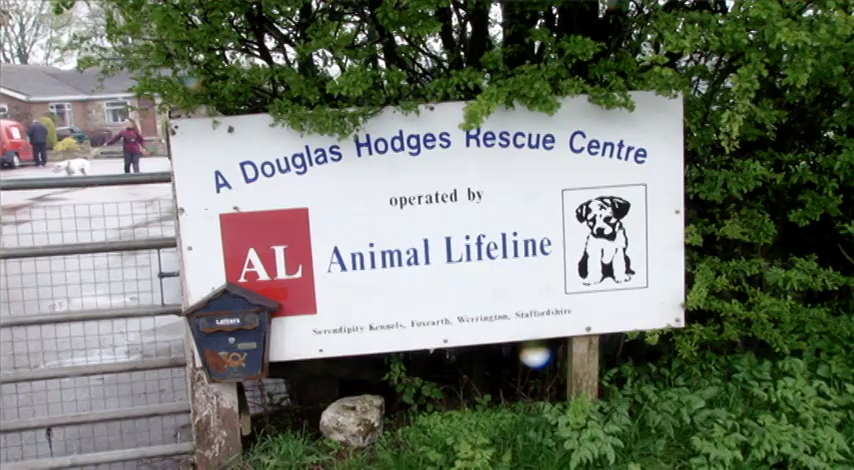 A Douglas Hodges Rescue Centre
operated by
AL
Animal Lifeline
Serendipity Kennels, Foxearth, Werrington, Staffordshire
Letters